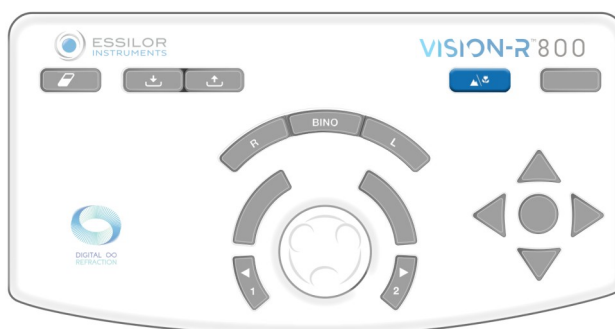 ESSILOR
INSTRUMENTS
VISION-R™800
R
BINO
L
DIGITAL ∞
REFRACTION
1
2